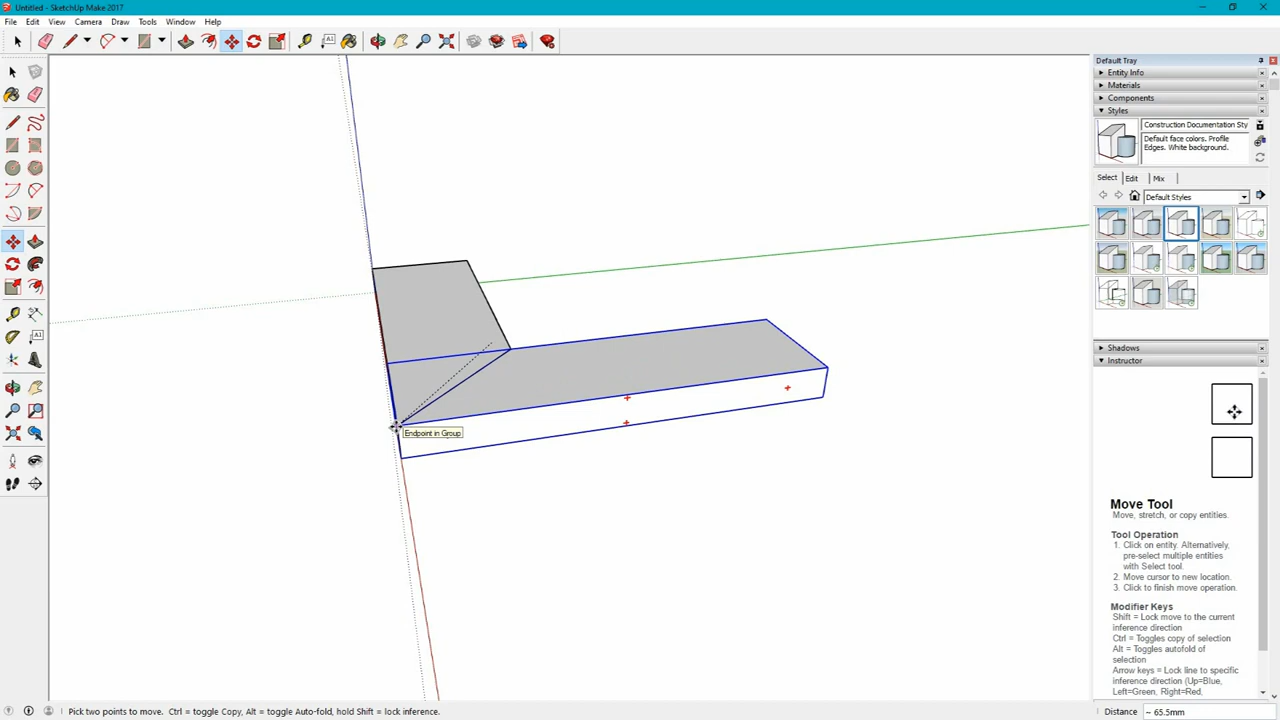 Untitled - SketchUp Make 2017
File Edit View Camera Draw Tools Window Help
Default Tray
Entity Info
Materials
Components
Styles
Construction Documentation Sty
Default face colors. Profile
Edges. White background.
Select Edit Mix
Default Styles
Endpoint in Group
Shadows
Instructor
Move Tool
Move, stretch, or copy entities.
Tool Operation
1. Click on entity. Alternatively,
pre-select multiple entities
with Select tool.
2. Move cursor to new location.
3. Click to finish move operation.
Modifier Keys
Shift = Lock move to the current
inference direction
Ctrl = Toggles copy of selection
Alt = Toggles autofold of
selection
Arrow keys = Lock line to specific
inference direction (Up=Blue,
Left=Green, Right=Red,
Pick two points to move. Ctrl = toggle Copy, Alt = toggle Auto-fold, hold Shift = lock inference.
Distance ~ 65.5mm